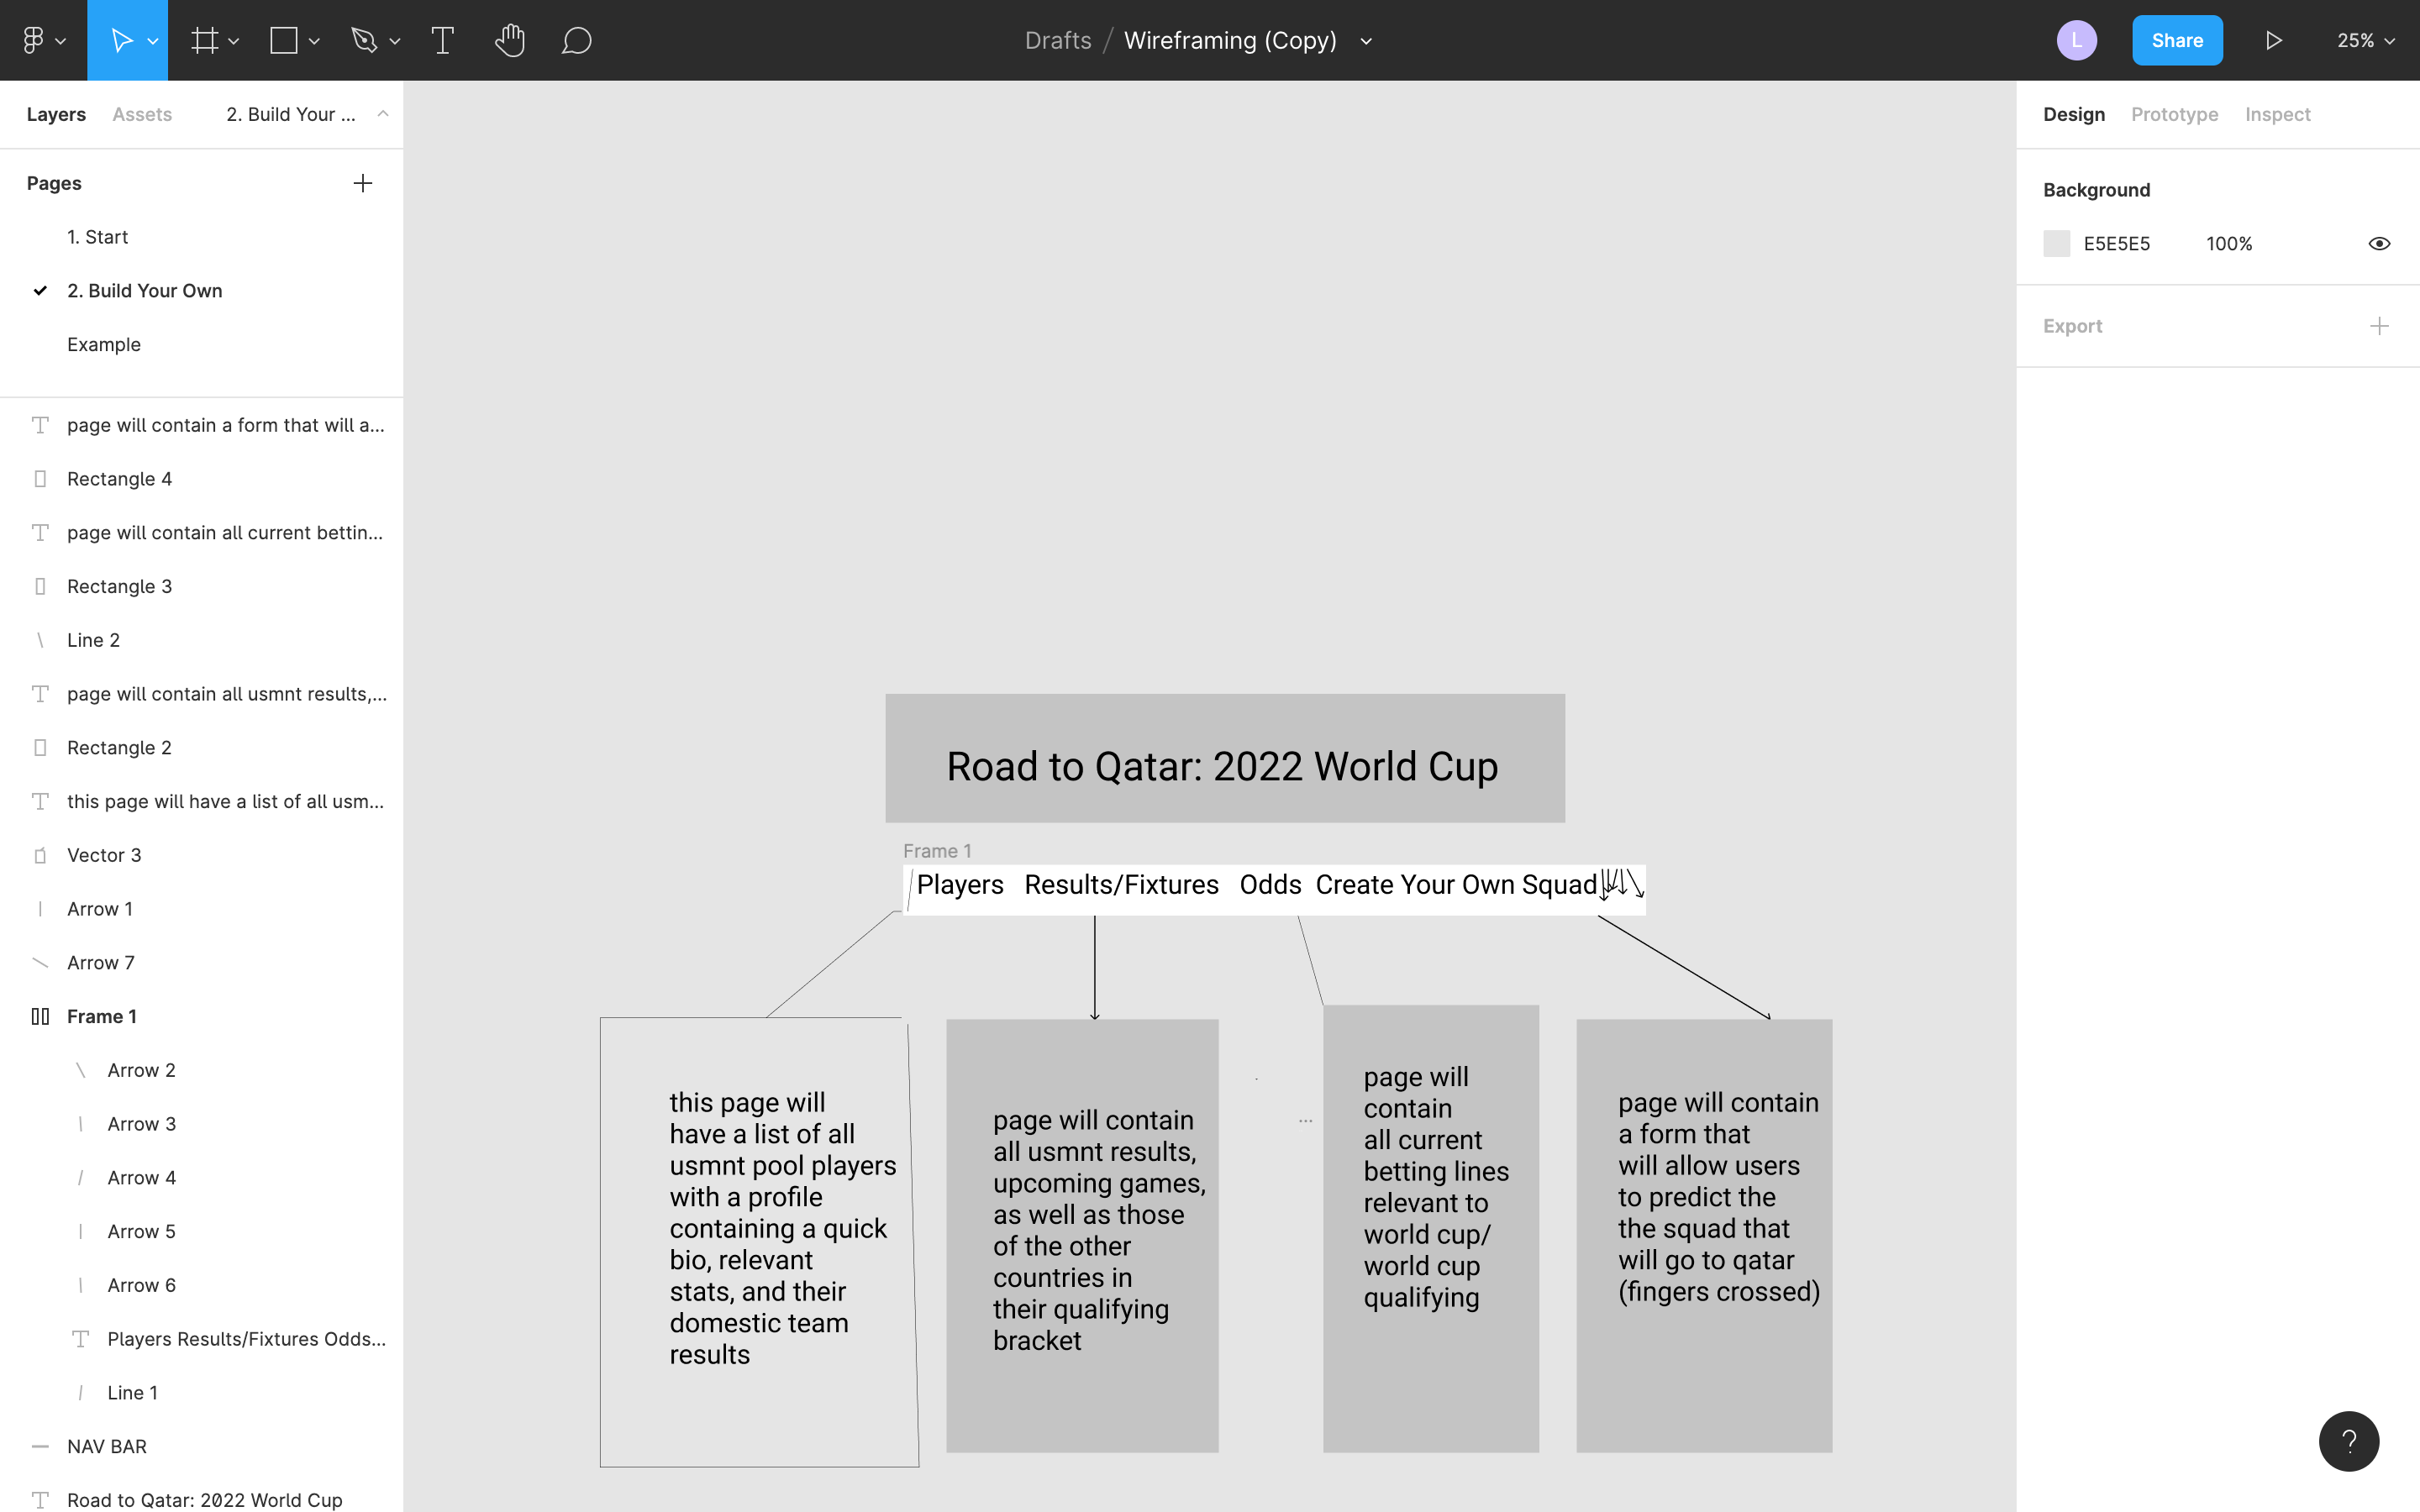 Drafts / Wireframing (Copy)
L
Share
25%
Layers
Assets
2. Build Your ...
Pages
1. Start
2. Build Your Own
Example
page will contain a form that will a...
Rectangle 4
page will contain all current bettin...
Rectangle 3
Line 2
page will contain all usmnt results,...
Rectangle 2
this page will have a list of all usm...
Vector 3
Arrow 1
Arrow 7
Frame 1
Arrow 2
Arrow 3
Arrow 4
Arrow 5
Arrow 6
Players Results/Fixtures Odds...
Line 1
NAV BAR
Road to Qatar: 2022 World Cup
Road to Qatar: 2022 World Cup
Frame 1
Players Results/Fixtures Odds Create Your Own Squad
this page will
have a list of all
usmnt pool players
with a profile
containing a quick
bio, relevant
stats, and their
domestic team
results
page will contain
all usmnt results,
upcoming games,
as well as those
of the other
countries in
their qualifying
bracket
...
page will
contain
all current
betting lines
relevant to
world cup/
world cup
qualifying
page will contain
a form that
will allow users
to predict the
the squad that
will go to qatar
(fingers crossed)
Design
Prototype
Inspect
Background
E5E5E5
100%
Export
?